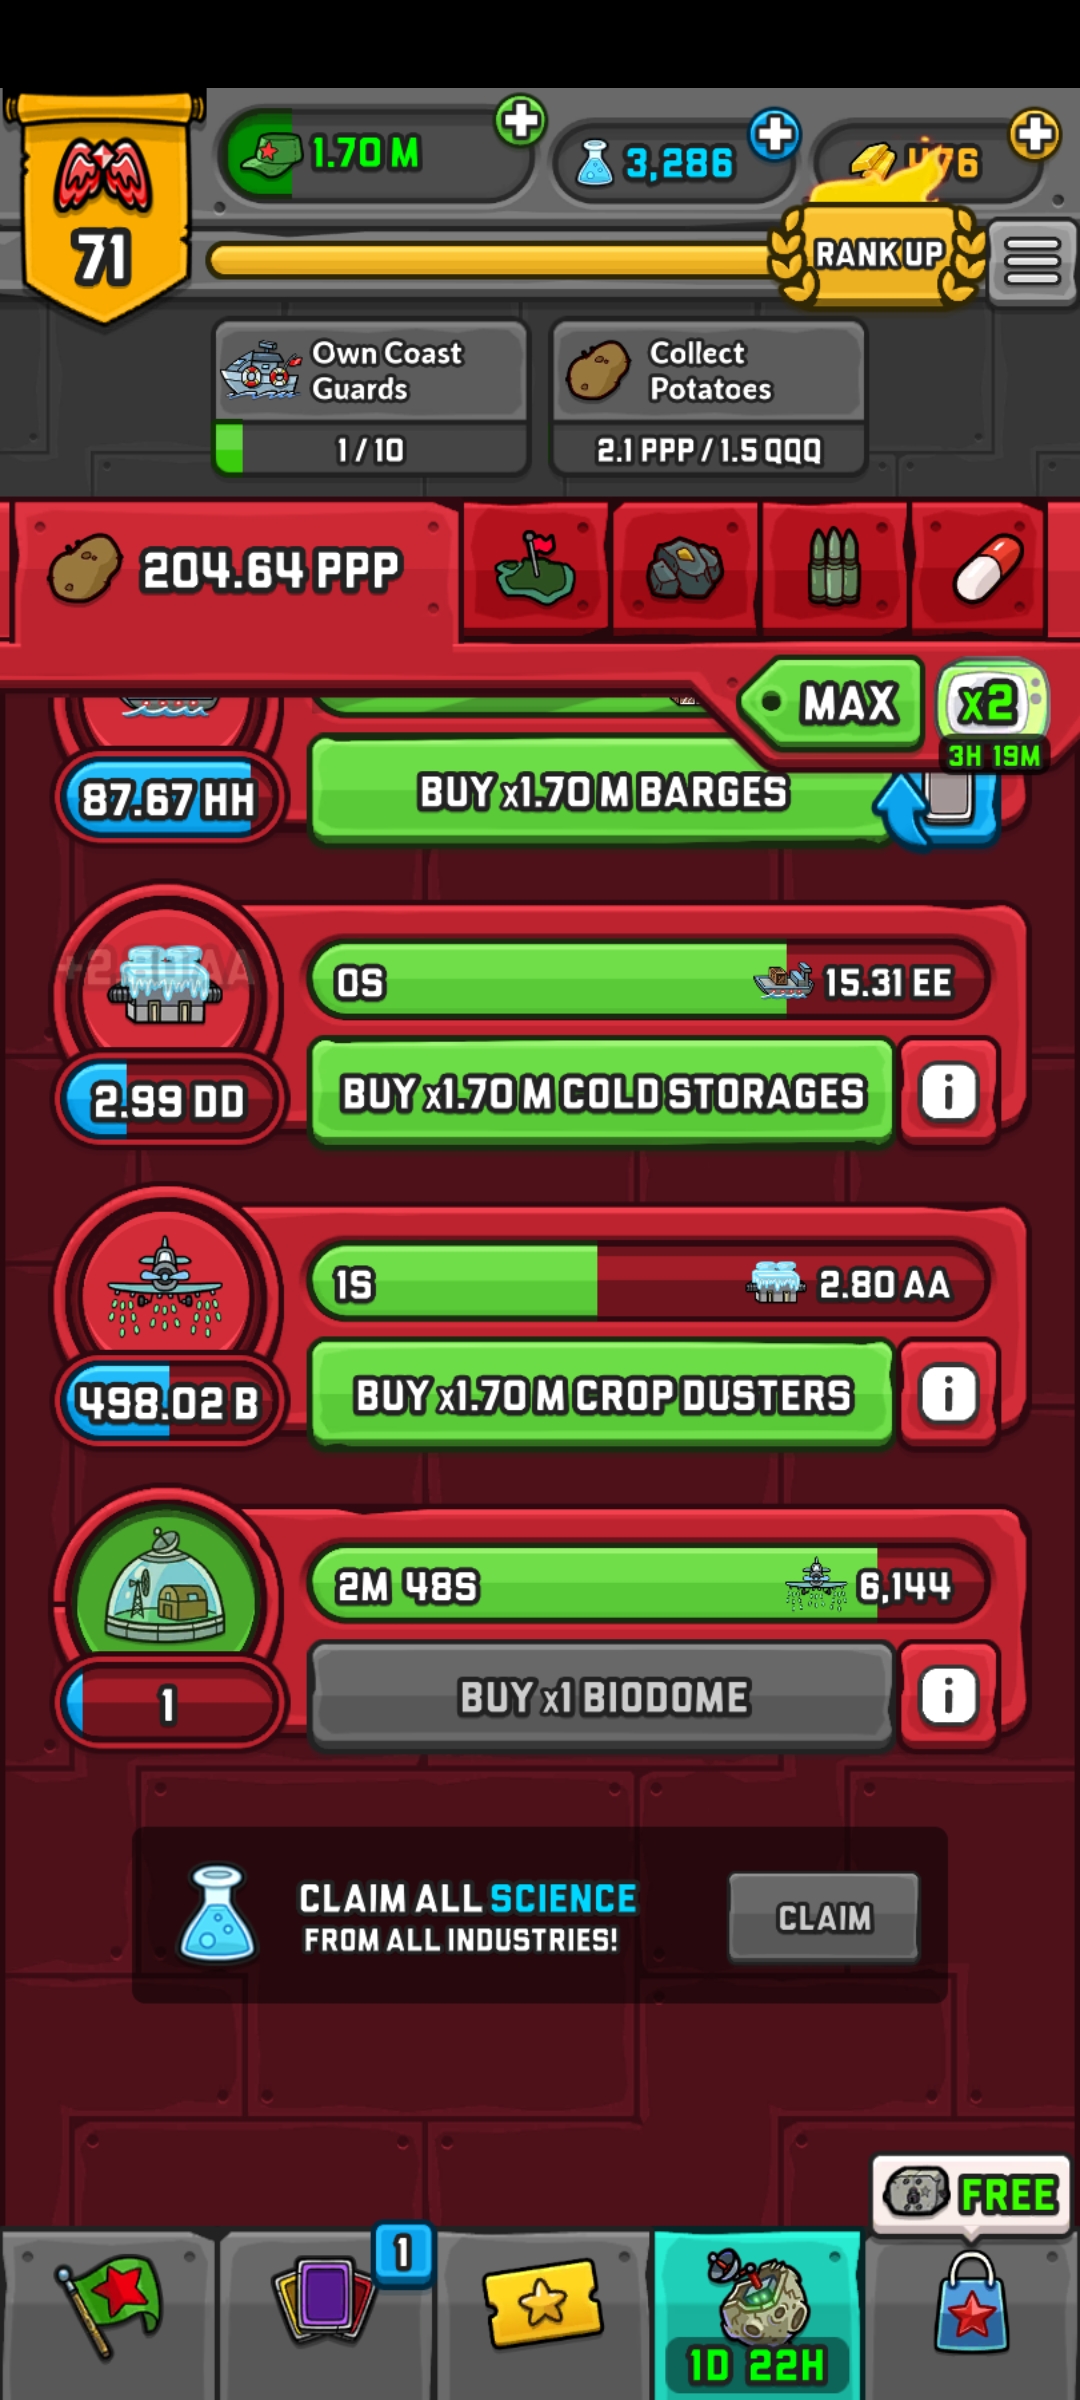 1.70 M
3,286
476
71
RANK UP
Own Coast
Guards
1 / 10
Collect
Potatoes
2.1 PPP / 1.5 QQQ
204.64 PPP
MAX
x2
3H 19M
87.67 HH
BUY x1.70 M BARGES
+2.80 AA
0S
15.31 EE
2.99 DD
BUY x1.70 M COLD STORAGES
i
1S
2.80 AA
498.02 B
BUY x1.70 M CROP DUSTERS
i
2M 48S
6,144
1
BUY x1 BIODOME
i
CLAIM ALL SCIENCE
FROM ALL INDUSTRIES!
CLAIM
FREE
1
1D 22H